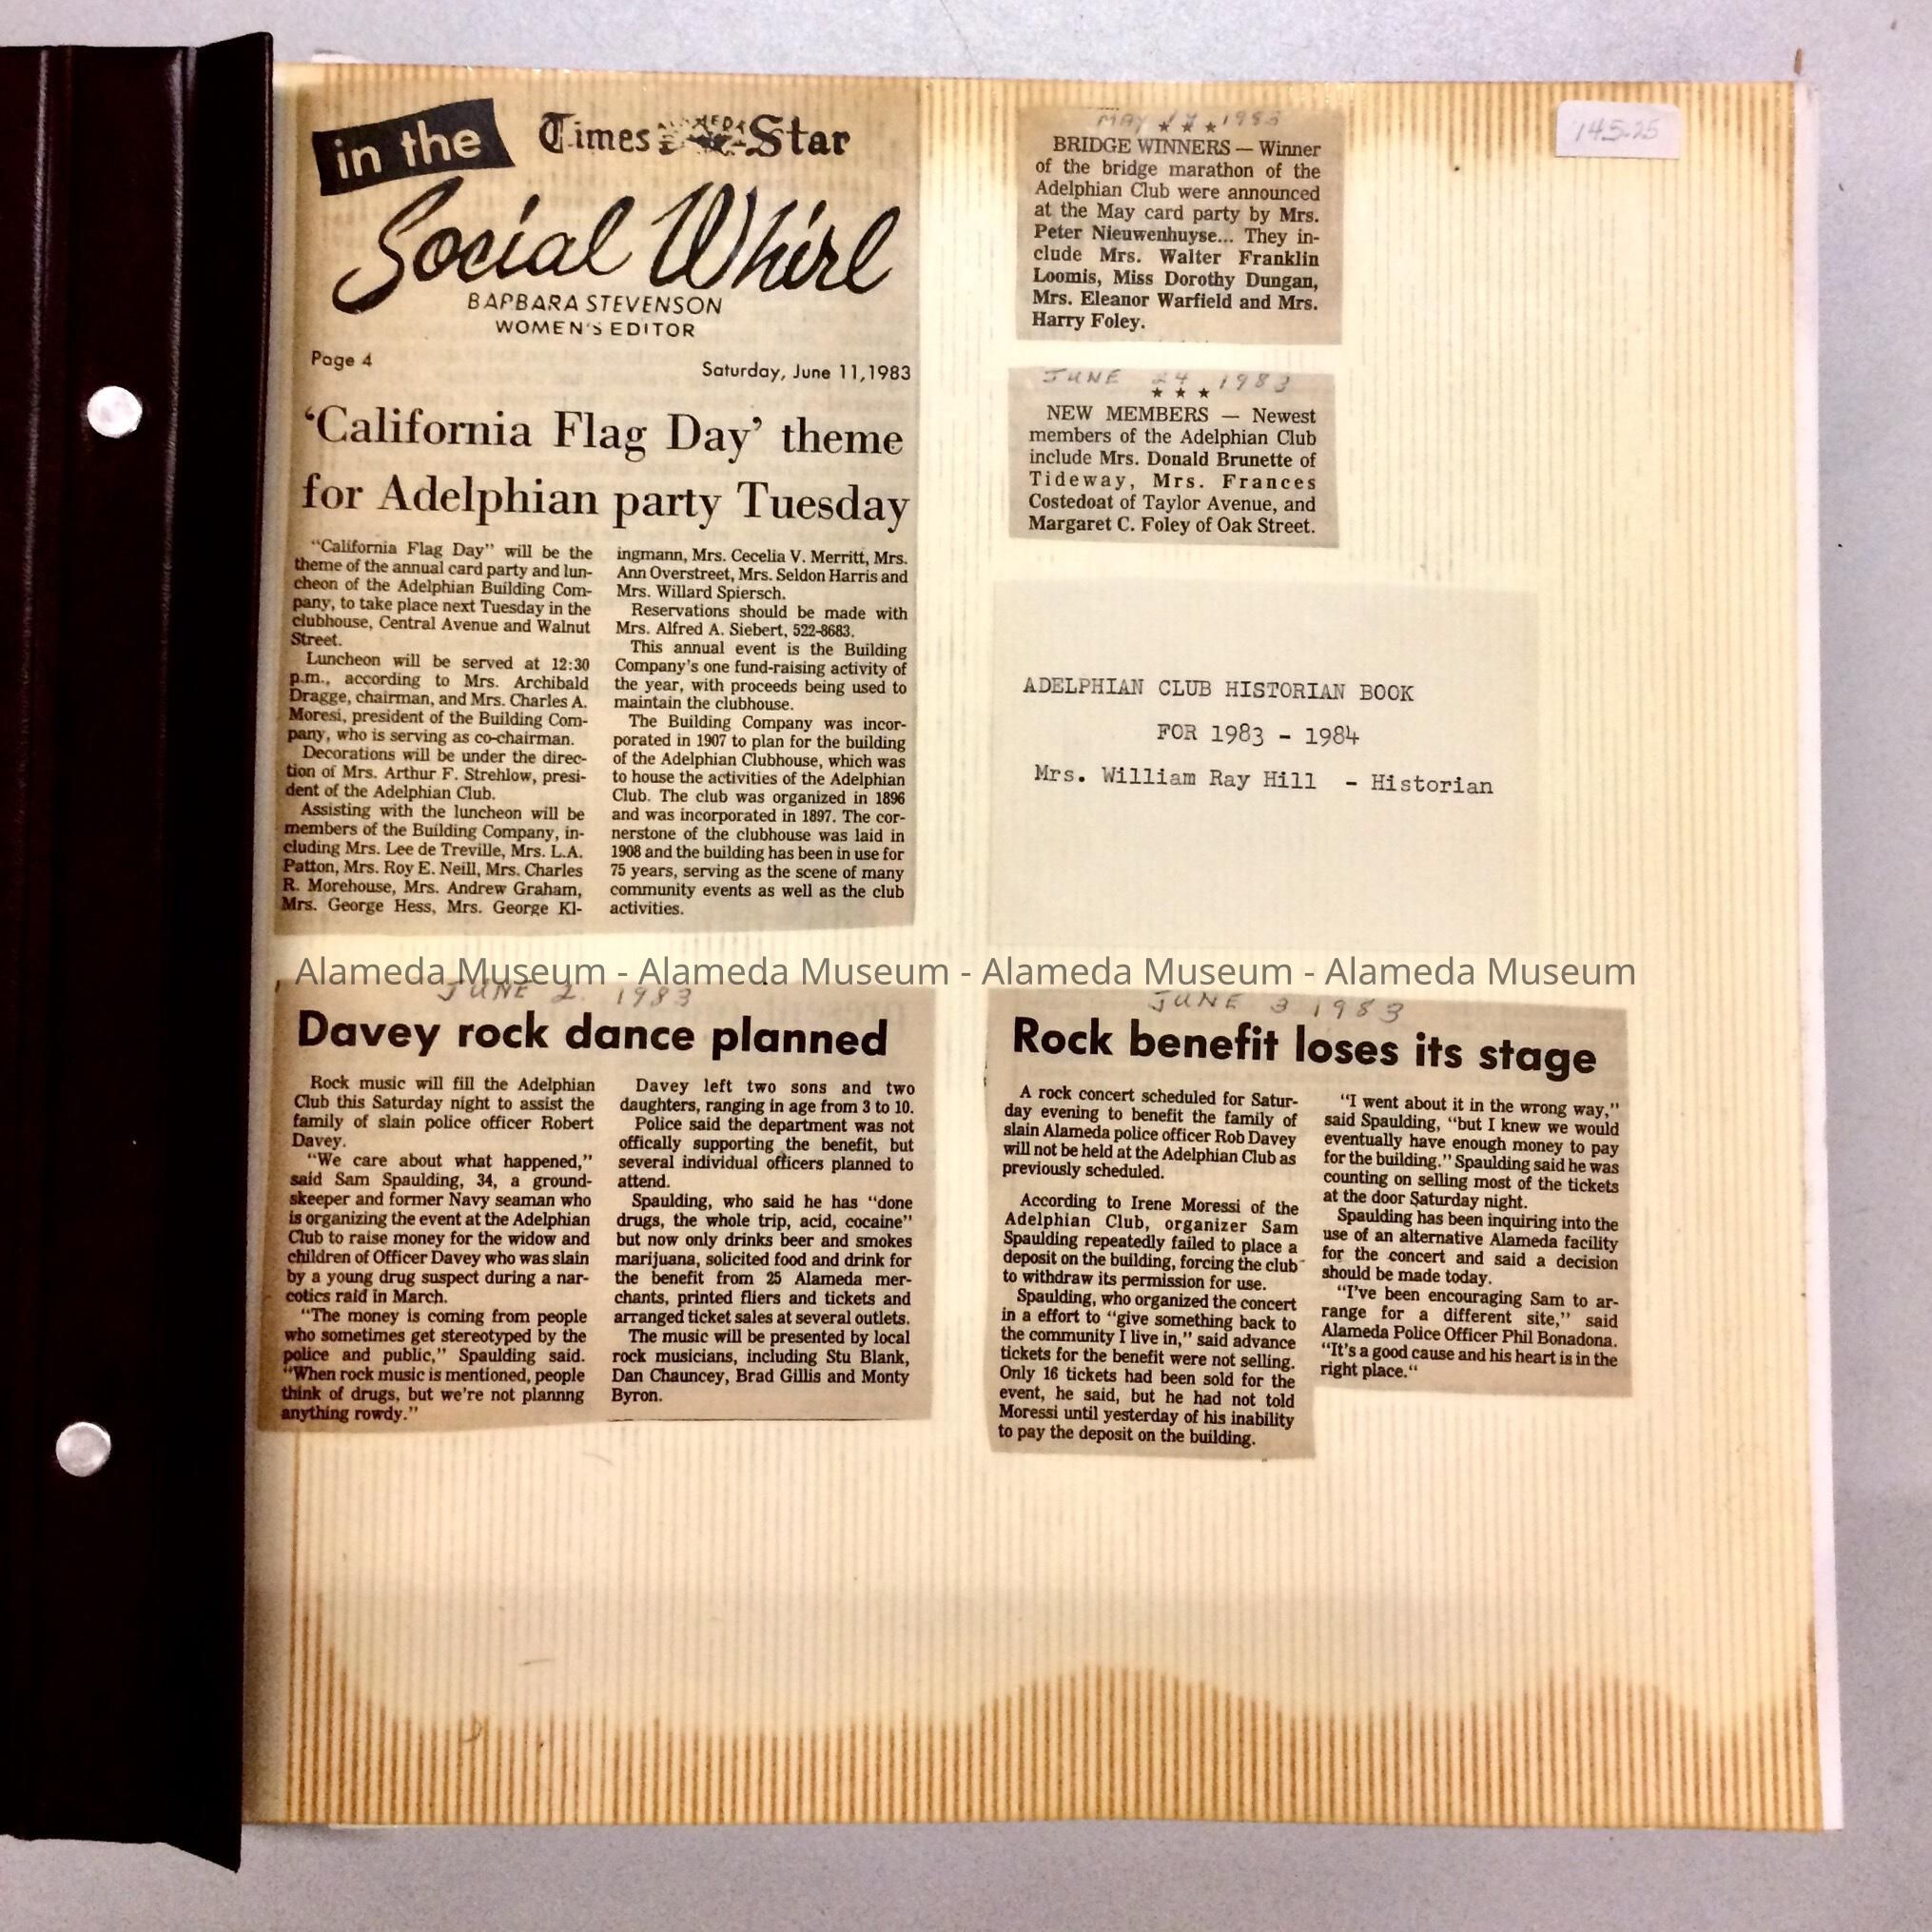 in the
Times Star
Social Whirl
BARBARA STEVENSON
WOMEN'S EDITOR
Page 4
Saturday, June 11, 1983
'California Flag Day' theme
for Adelphian party Tuesday
"California Flag Day" will be the
theme of the annual card party and lun-
cheon of the Adelphian Building Com-
pany, to take place next Tuesday in the
clubhouse, Central Avenue and Walnut
Street.
Luncheon will be served at 12:30
p.m., according to Mrs. Archibald
Dragge, chairman, and Mrs. Charles A.
Moresi, president of the Building Com-
pany, who is serving as co-chairman.
Decorations will be under the direc-
tion of Mrs. Arthur F. Strehlow, presi-
dent of the Adelphian Club.
Assisting with the luncheon will be
members of the Building Company, in-
cluding Mrs. Lee de Treville, Mrs. L.A.
Patton, Mrs. Roy E. Neill, Mrs. Charles
R. Morehouse, Mrs. Andrew Graham,
Mrs. George Hess, Mrs. George Kl-
ingmann, Mrs. Cecelia V. Merritt, Mrs.
Ann Overstreet, Mrs. Seldon Harris and
Mrs. Willard Spiersch.
Reservations should be made with
Mrs. Alfred A. Siebert, 522-8683.
This annual event is the Building
Company's one fund-raising activity of
the year, with proceeds being used to
maintain the clubhouse.
The Building Company was incor-
porated in 1907 to plan for the building
of the Adelphian Clubhouse, which was
to house the activities of the Adelphian
Club. The club was organized in 1896
and was incorporated in 1897. The cor-
nerstone of the clubhouse was laid in
1908 and the building has been in use for
75 years, serving as the scene of many
community events as well as the club
activities.
MAY 17 1983
★ ★ ★
BRIDGE WINNERS — Winner
of the bridge marathon of the
Adelphian Club were announced
at the May card party by Mrs.
Peter Nieuwenhuyse... They in-
clude Mrs. Walter Franklin
Loomis, Miss Dorothy Dungan,
Mrs. Eleanor Warfield and Mrs.
Harry Foley.
145.25
JUNE 24 1983
★ ★ ★
NEW MEMBERS — Newest
members of the Adelphian Club
include Mrs. Donald Brunette of
Tideway, Mrs. Frances
Costedoat of Taylor Avenue, and
Margaret C. Foley of Oak Street.
ADELPHIAN CLUB HISTORIAN BOOK
FOR 1983 - 1984
Mrs. William Ray Hill - Historian
Alameda Museum - Alameda Museum - Alameda Museum - Alameda Museum
JUNE 2 1983
Davey rock dance planned
Rock music will fill the Adelphian
Club this Saturday night to assist the
family of slain police officer Robert
Davey.
"We care about what happened,"
said Sam Spaulding, 34, a ground-
skeeper and former Navy seaman who
is organizing the event at the Adelphian
Club to raise money for the widow and
children of Officer Davey who was slain
by a young drug suspect during a nar-
cotics raid in March.
"The money is coming from people
who sometimes get stereotyped by the
police and public," Spaulding said.
"When rock music is mentioned, people
think of drugs, but we're not plannng
anything rowdy."
Davey left two sons and two
daughters, ranging in age from 3 to 10.
Police said the department was not
offically supporting the benefit, but
several individual officers planned to
attend.
Spaulding, who said he has "done
drugs, the whole trip, acid, cocaine"
but now only drinks beer and smokes
marijuana, solicited food and drink for
the benefit from 25 Alameda mer-
chants, printed fliers and tickets and
arranged ticket sales at several outlets.
The music will be presented by local
rock musicians, including Stu Blank,
Dan Chauncey, Brad Gillis and Monty
Byron.
JUNE 3 1983
Rock benefit loses its stage
A rock concert scheduled for Satur-
day evening to benefit the family of
slain Alameda police officer Rob Davey
will not be held at the Adelphian Club as
previously scheduled.
According to Irene Moressi of the
Adelphian Club, organizer Sam
Spaulding repeatedly failed to place a
deposit on the building, forcing the club
to withdraw its permission for use.
Spaulding, who organized the concert
in a effort to "give something back to
the community I live in," said advance
tickets for the benefit were not selling.
Only 16 tickets had been sold for the
event, he said, but he had not told
Moressi until yesterday of his inability
to pay the deposit on the building.
"I went about it in the wrong way,"
said Spaulding, "but I knew we would
eventually have enough money to pay
for the building." Spaulding said he was
counting on selling most of the tickets
at the door Saturday night.
Spaulding has been inquiring into the
use of an alternative Alameda facility
for the concert and said a decision
should be made today.
"I've been encouraging Sam to ar-
range for a different site," said
Alameda Police Officer Phil Bonadona.
"It's a good cause and his heart is in the
right place."